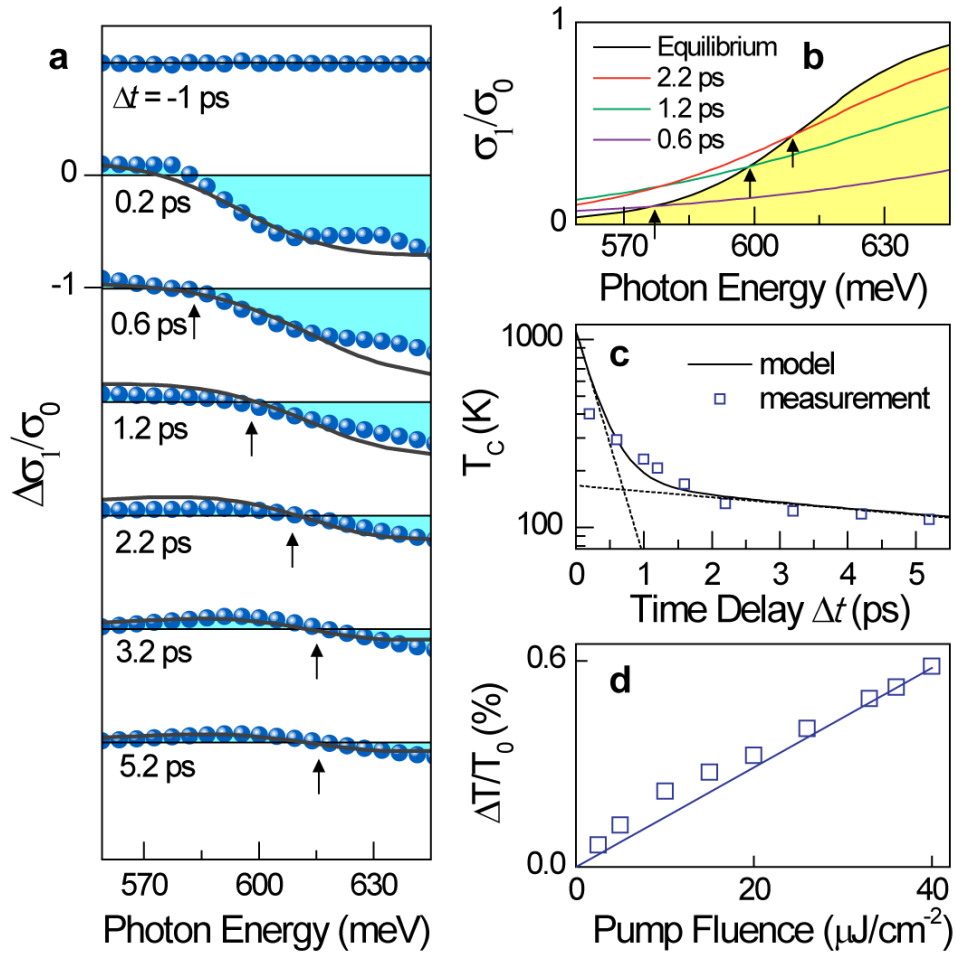 a
Δt = -1 ps
0
0.2 ps
-1
0.6 ps
1.2 ps
2.2 ps
3.2 ps
5.2 ps
Δσ1/σ0
570 600 630
Photon Energy (meV)
b
Equilibrium
2.2 ps
1.2 ps
0.6 ps
1
0
σ1/σ0
570 600 630
Photon Energy (meV)
c
model
measurement
1000
100
TC (K)
0 1 2 3 4 5
Time Delay Δt (ps)
d
0.6
0.0
ΔT/T0 (%)
0 20 40
Pump Fluence (μJ/cm-2)